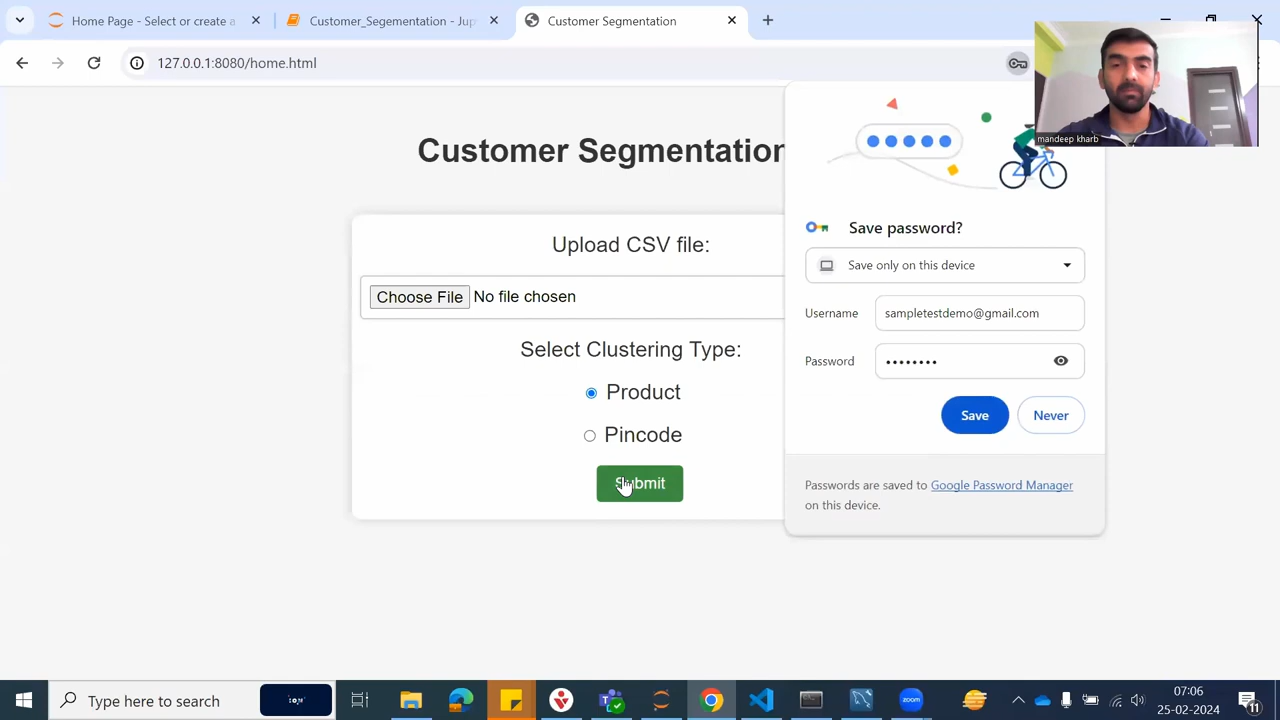 Home Page - Select or create a
Customer_Segementation - Jup
Customer Segmentation
127.0.0.1:8080/home.html
mandeep kharb
Customer Segmentation
Upload CSV file:
Choose File No file chosen
Select Clustering Type:
Product
Pincode
Submit
Save password?
Save only on this device
Username
sampletestdemo@gmail.com
Password
Save
Never
Passwords are saved to Google Password Manager
on this device.
Type here to search
zoom
07:06
25-02-2024
11